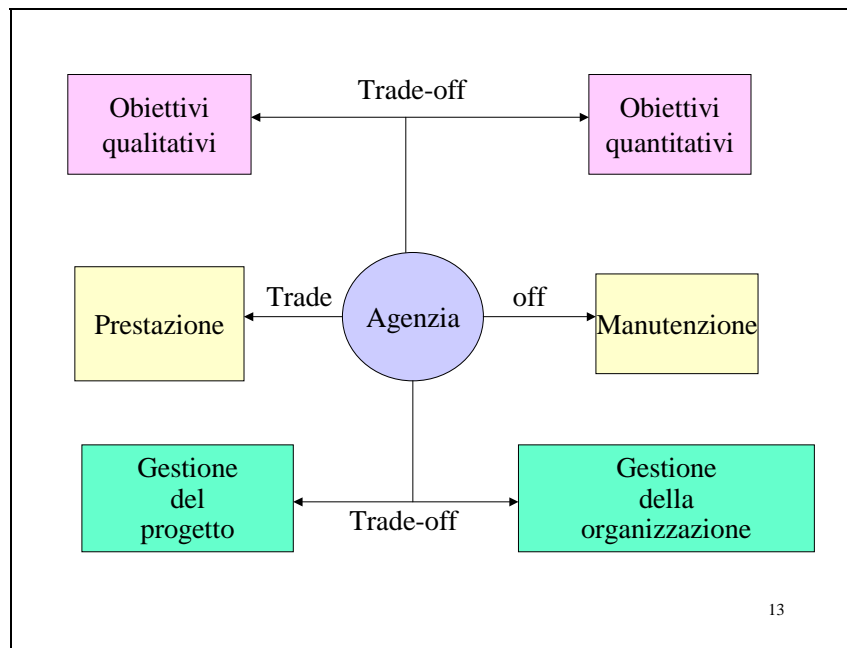 Trade-off
Obiettivi
qualitativi
Obiettivi
quantitativi
Trade
off
Prestazione
Agenzia
Manutenzione
Gestione
del
progetto
Gestione
della
organizzazione
Trade-off
13